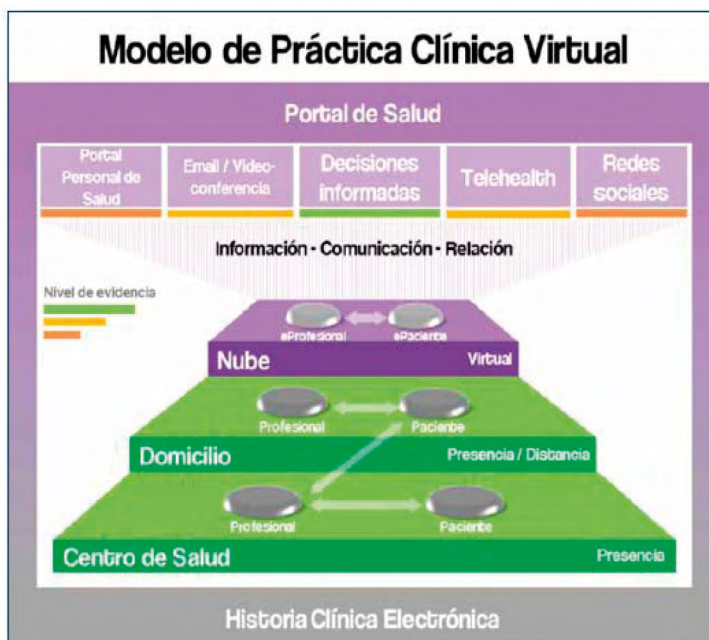 Modelo de Práctica Clínica Virtual
Portal de Salud
Portal
Personal de
Salud
Email / Video-
conferencia
Decisiones
informadas
Telehealth
Redes
sociales
Información - Comunicación - Relación
Nivel de evidencia
eProfesional
ePaciente
Nube
Virtual
Profesional
Paciente
Domicilio
Presencia / Distancia
Profesional
Paciente
Centro de Salud
Presencia
Historia Clínica Electrónica